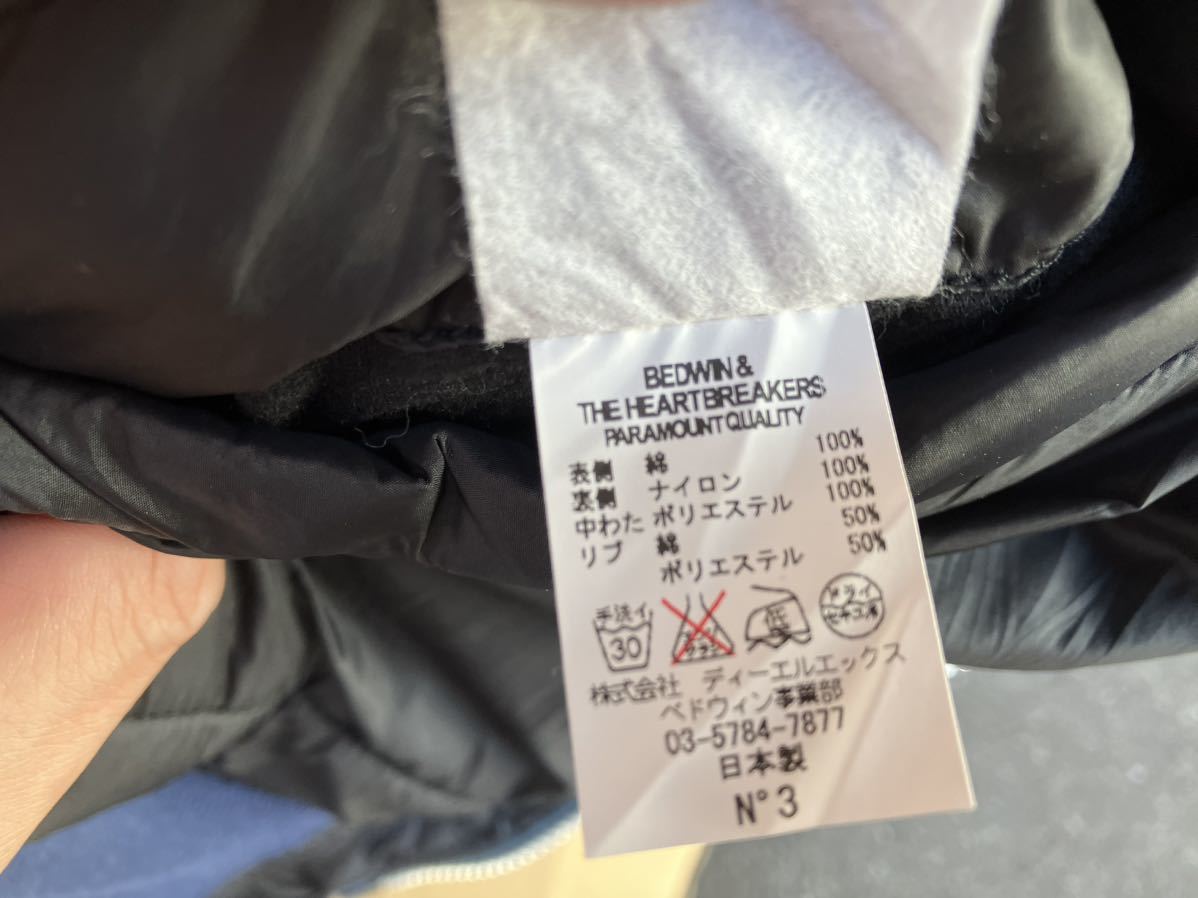 BEDWIN &
THE HEARTBREAKERS
PARAMOUNT QUALITY
表側 綿 100%
裏側 ナイロン 100%
中わた ポリエステル 100%
リブ 綿 50%
ポリエステル 50%
手洗イ 30 低 ドライ セキユ系
株式会社 ディーエルエックス
ベドウィン事業部
03-5784-7877
日本製
N°3